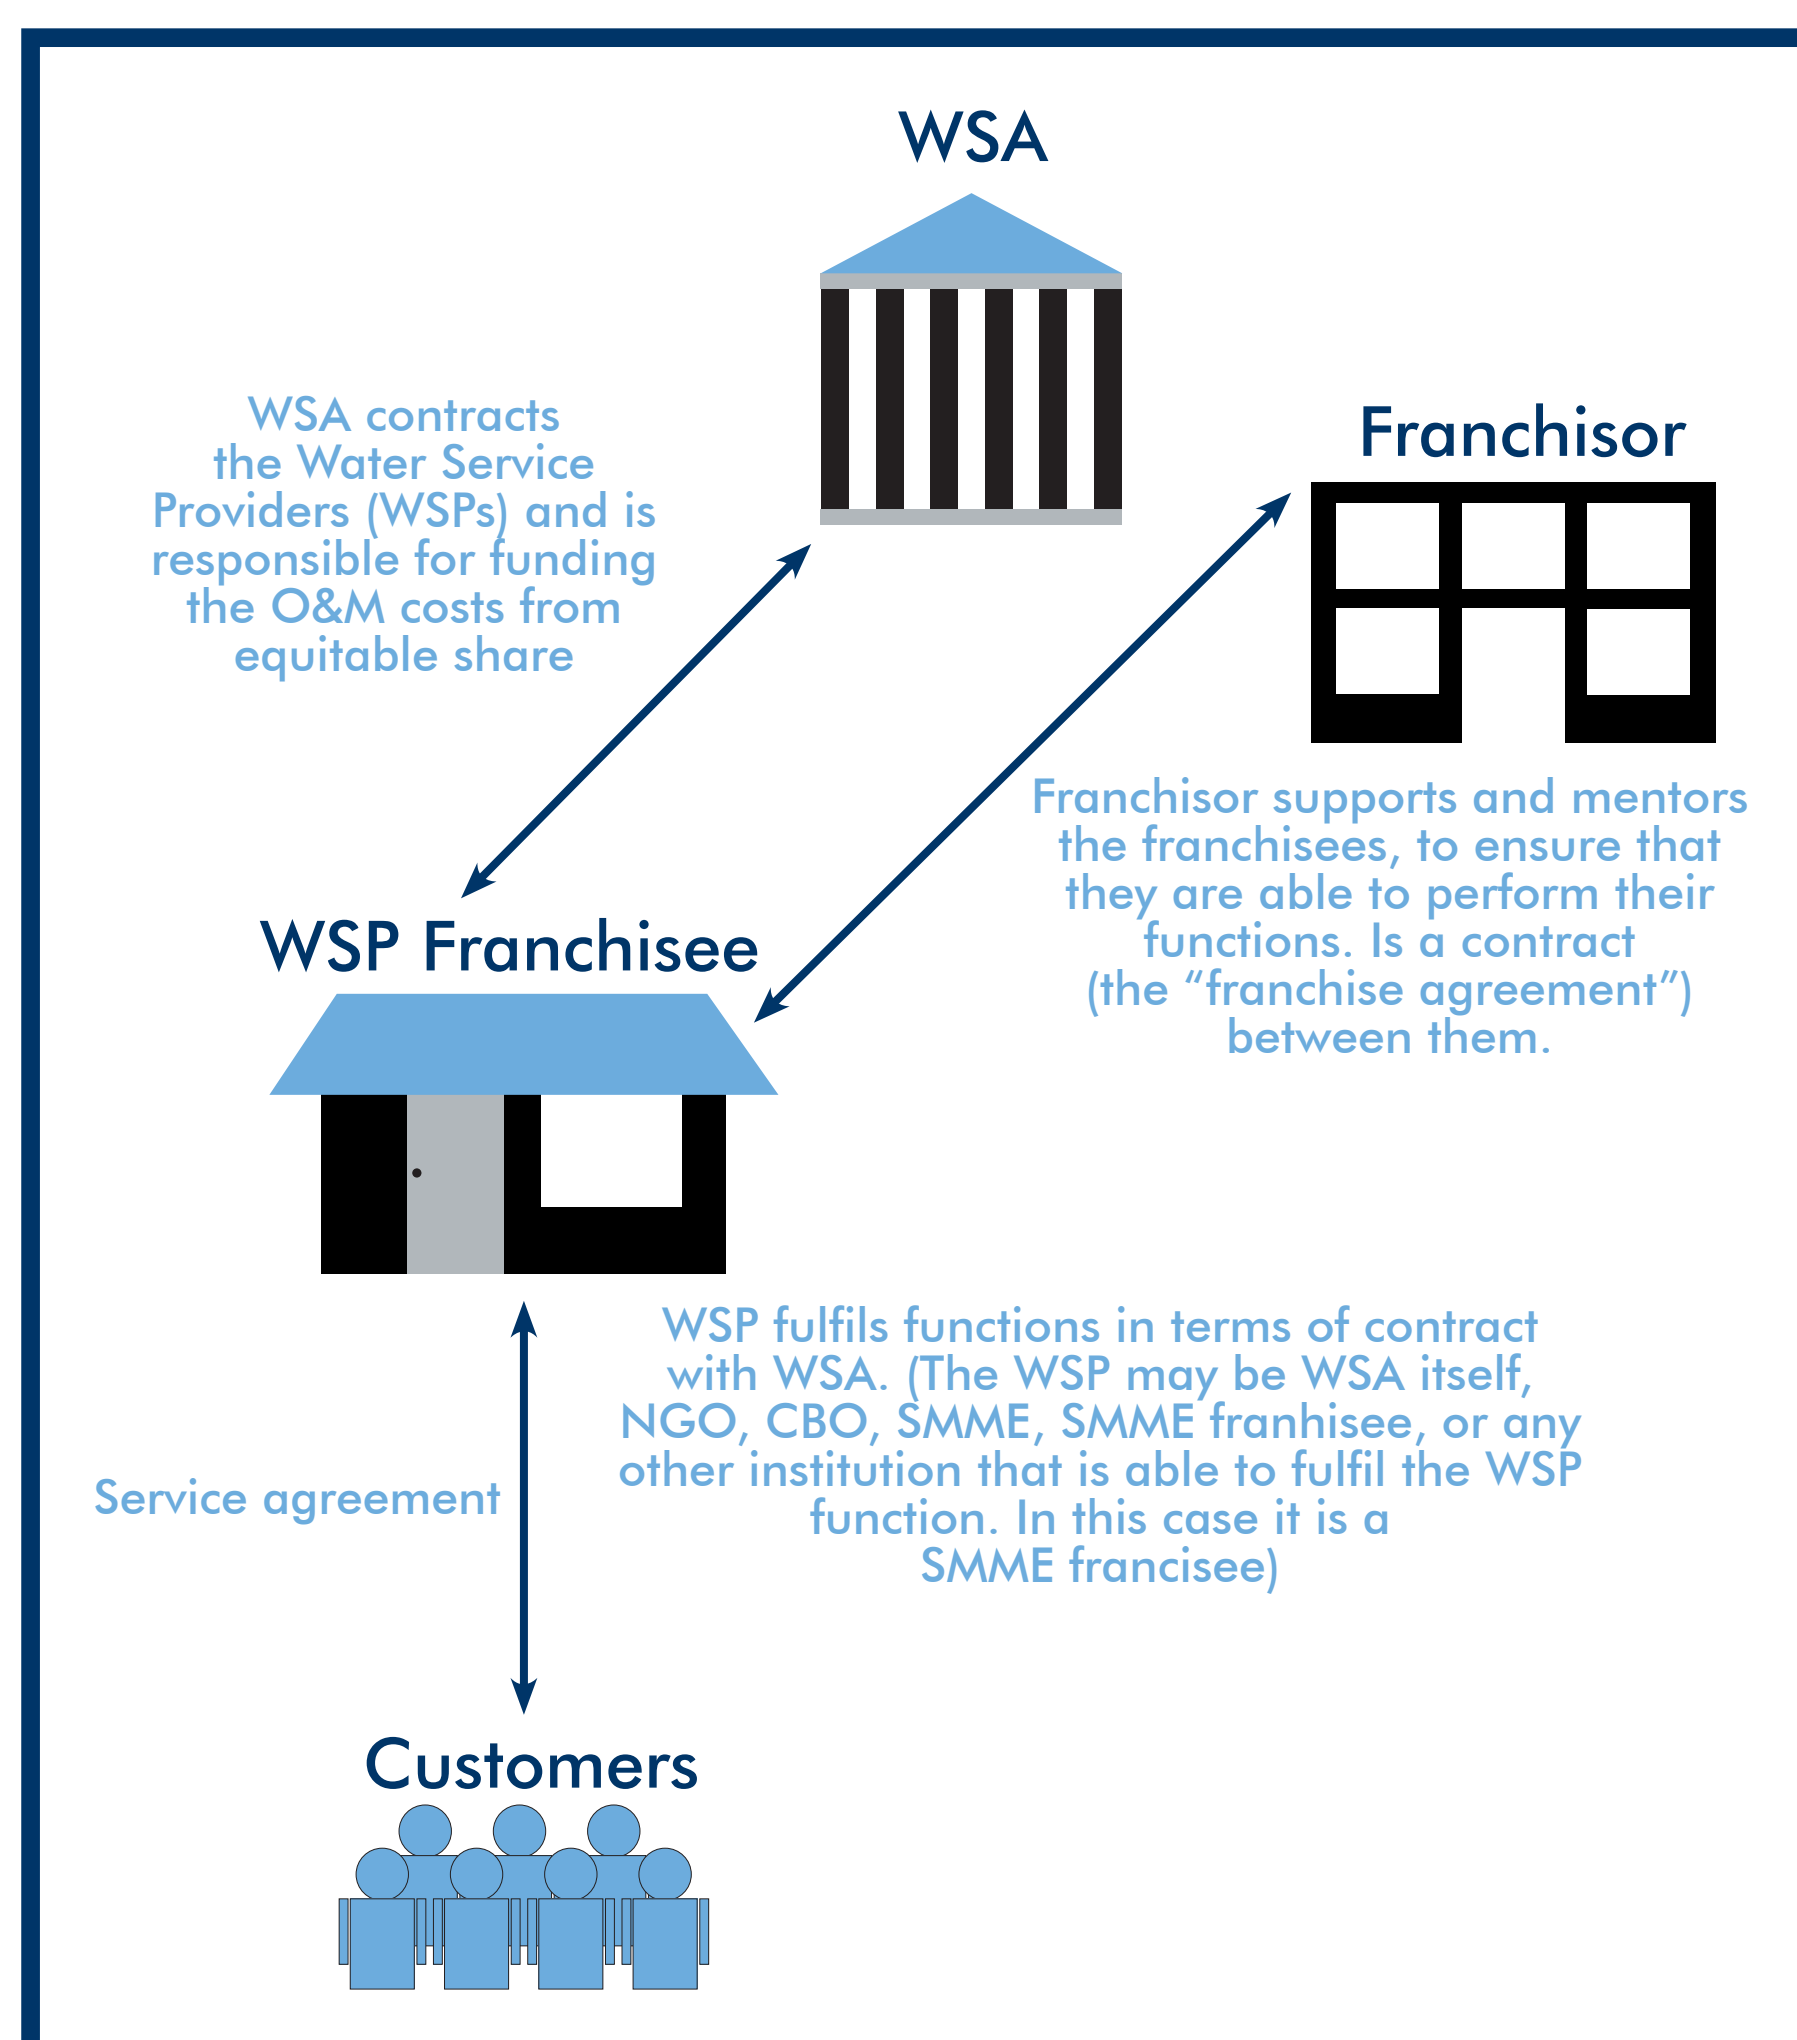 WSA
WSA contracts
the Water Service
Providers (WSPs) and is
responsible for funding
the O&M costs from
equitable share
Franchisor
Franchisor supports and mentors
the franchisees, to ensure that
they are able to perform their
functions. Is a contract
(the “franchise agreement”)
between them.
WSP Franchisee
WSP fulfils functions in terms of contract
with WSA. (The WSP may be WSA itself,
NGO, CBO, SMME, SMME franhisee, or any
other institution that is able to fulfil the WSP
function. In this case it is a
SMME francisee)
Service agreement
Customers